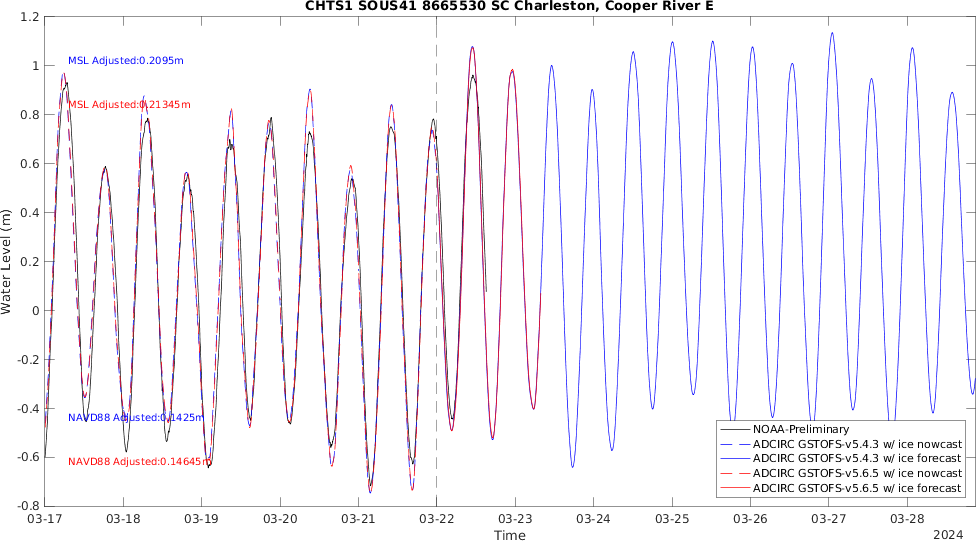 CHTS1 SOUS41 8665530 SC Charleston, Cooper River E
1.2
1
0.8
0.6
0.4
0.2
0
-0.2
-0.4
-0.6
-0.8
Water Level (m)
MSL Adjusted:0.2095m
MSL Adjusted:0.21345m
NAVD88 Adjusted:0.1425m
NAVD88 Adjusted:0.14645m
NOAA-Preliminary
ADCIRC GSTOFS-v5.4.3 w/ ice nowcast
ADCIRC GSTOFS-v5.4.3 w/ ice forecast
ADCIRC GSTOFS-v5.6.5 w/ ice nowcast
ADCIRC GSTOFS-v5.6.5 w/ ice forecast
03-17 03-18 03-19 03-20 03-21 03-22 03-23 03-24 03-25 03-26 03-27 03-28
Time
2024